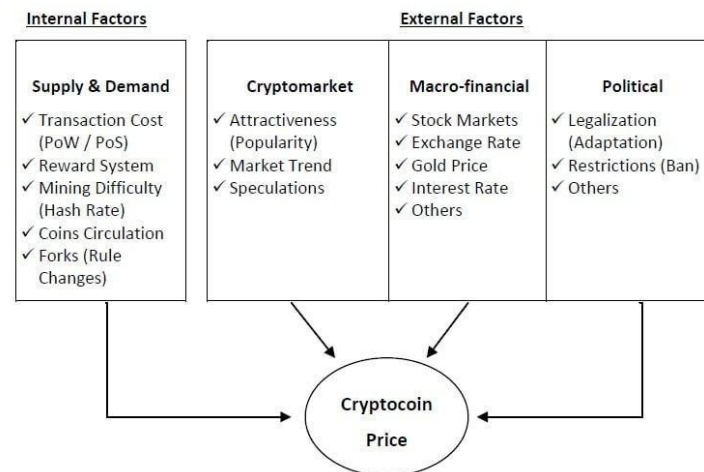 Internal Factors
External Factors
Supply & Demand
✓ Transaction Cost
(PoW / PoS)
✓ Reward System
✓ Mining Difficulty
(Hash Rate)
✓ Coins Circulation
✓ Forks (Rule
Changes)
Cryptomarket
✓ Attractiveness
(Popularity)
✓ Market Trend
✓ Speculations
Macro-financial
✓ Stock Markets
✓ Exchange Rate
✓ Gold Price
✓ Interest Rate
✓ Others
Political
✓ Legalization
(Adaptation)
✓ Restrictions (Ban)
✓ Others
Cryptocoin
Price